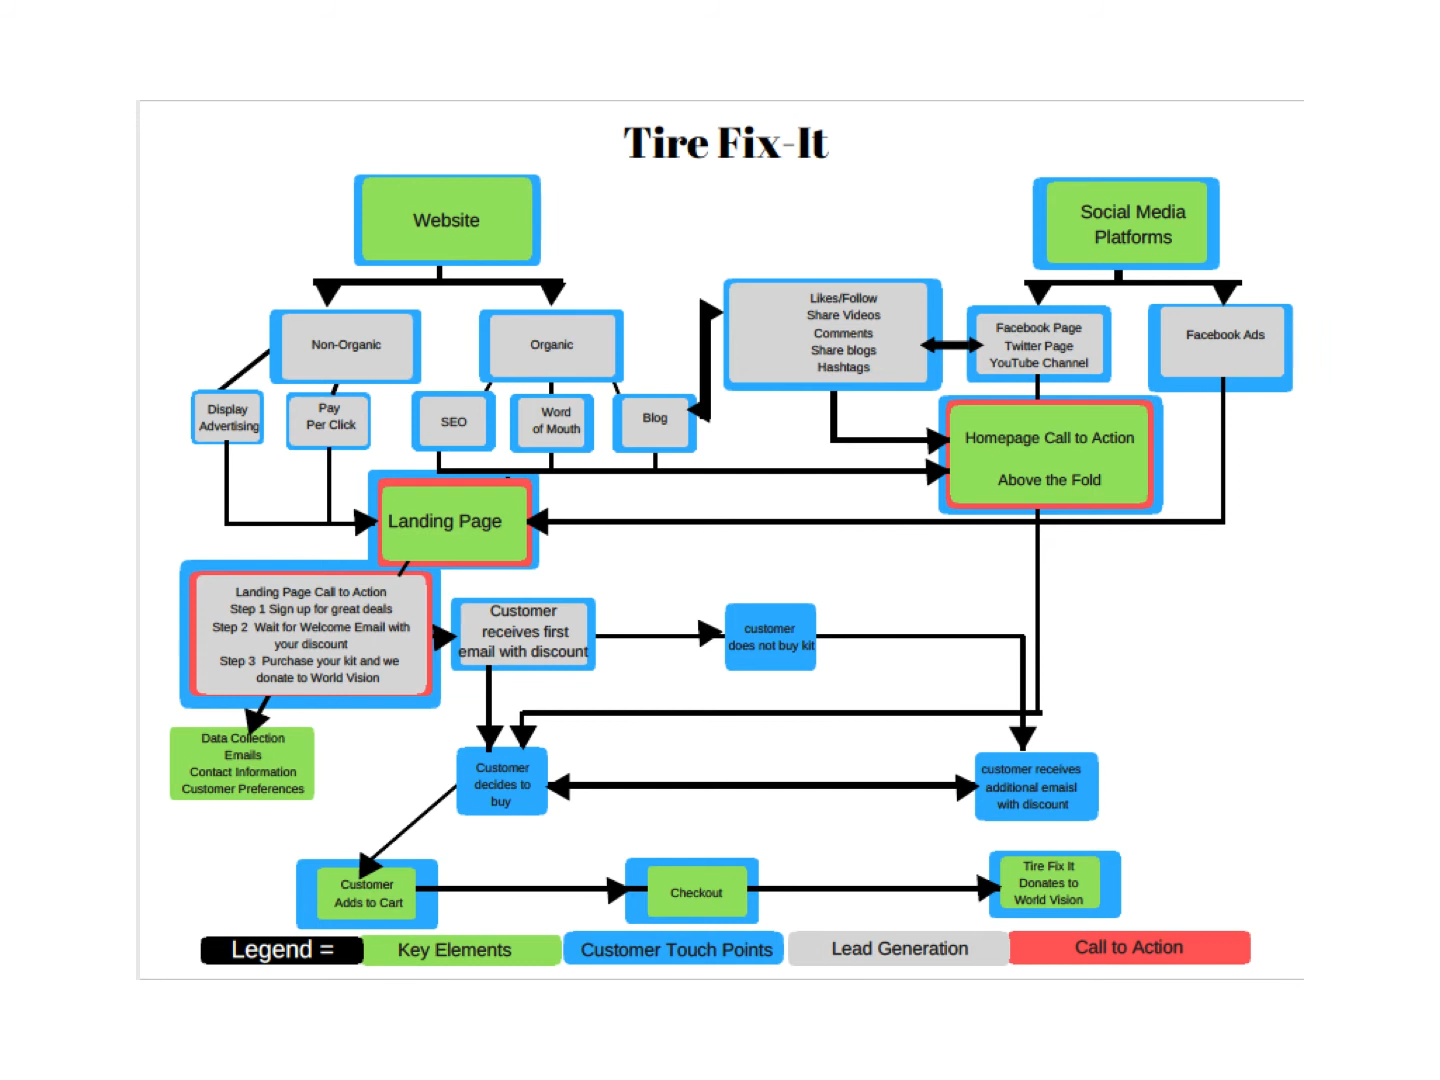 Tire Fix-It
Website
Social Media
Platforms
Non-Organic
Organic
Likes/Follow
Share Videos
Comments
Share blogs
Hashtags
Facebook Page
Twitter Page
YouTube Channel
Facebook Ads
Display
Advertising
Pay
Per Click
SEO
Word
of Mouth
Blog
Homepage Call to Action
Above the Fold
Landing Page
Landing Page Call to Action
Step 1 Sign up for great deals
Step 2 Wait for Welcome Email with
your discount
Step 3 Purchase your kit and we
donate to World Vision
Customer
receives first
email with discount
customer
does not buy kit
Data Collection
Emails
Contact Information
Customer Preferences
Customer
decides to
buy
customer receives
additional emaisl
with discount
Customer
Adds to Cart
Checkout
Tire Fix It
Donates to
World Vision
Legend =
Key Elements
Customer Touch Points
Lead Generation
Call to Action